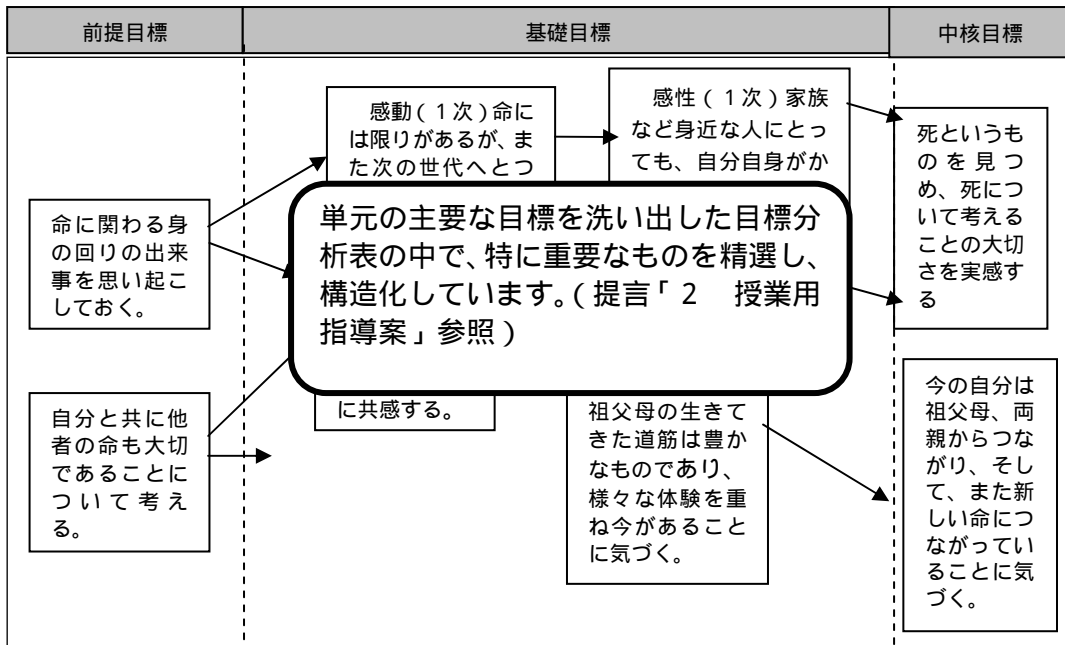 前提目標
基礎目標
中核目標
命に関わる身
の回りの出来
事を思い起こ
しておく。
自分と共に他
者の命も大切
であることに
ついて考え
る。
感動（１次）命に
は限りがあるが、ま
た次の世代へとつ
感性（１次）家族
など身近な人にとっ
ても、自分自身がか
単元の主要な目標を洗い出した目標分
析表の中で、特に重要なものを精選し、
構造化しています。（提言「２　授業用
指導案」参照）
に共感する。
祖父母の生きて
きた道筋は豊か
なものであり、
様々な体験を重
ね今があること
に気づく。
死というも
のを見つ
め、死につ
いて考える
ことの大切
さを実感す
る
今の自分は
祖父母、両
親からつな
がり、そし
て、また新
しい命につ
ながってい
ることに気
づく。